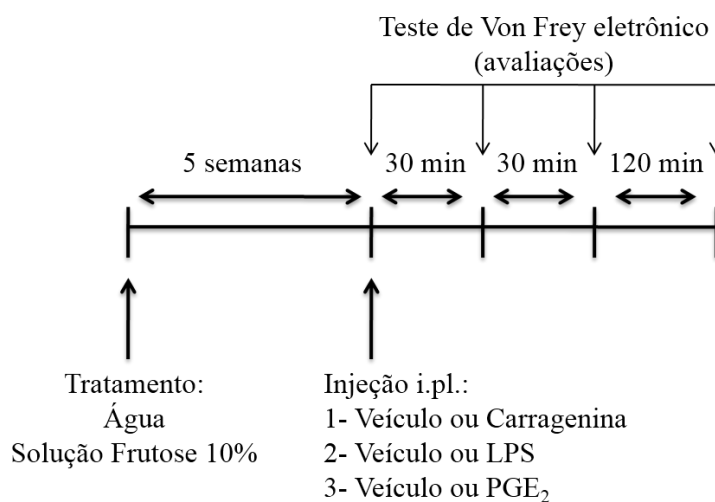 Teste de Von Frey eletrônico
(avaliações)
5 semanas
30 min
30 min
120 min
Tratamento:
Água
Solução Frutose 10%
Injeção i.pl.:
1- Veículo ou Carragenina
2- Veículo ou LPS
3- Veículo ou PGE₂